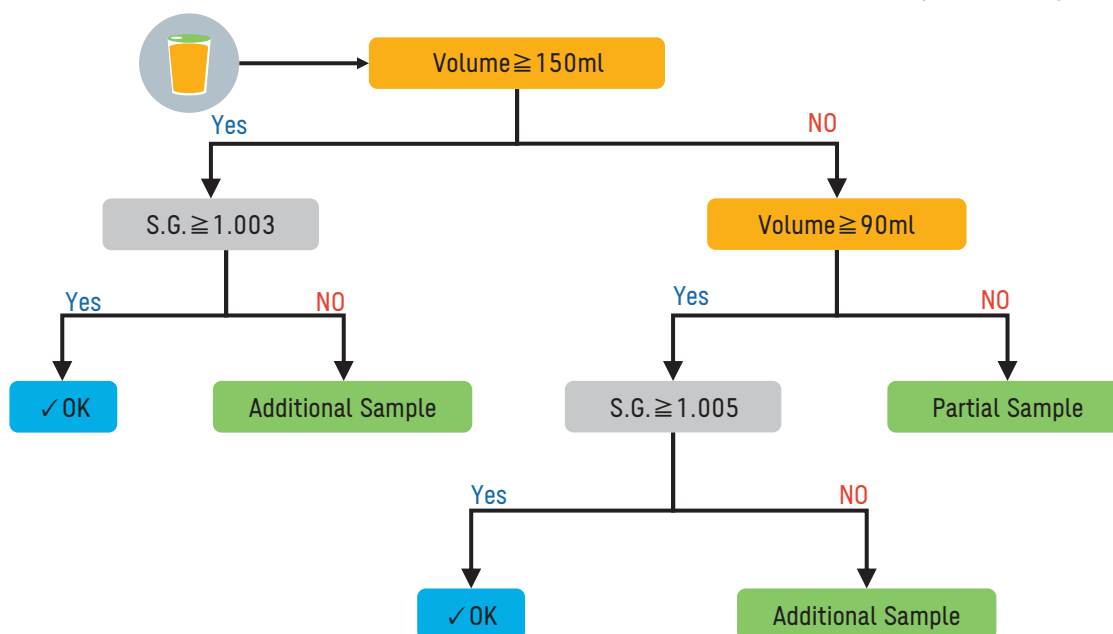 Volume≧150ml
Yes
NO
S.G.≧1.003
Volume≧90ml
Yes
NO
Yes
NO
✓OK
Additional Sample
S.G.≧1.005
Partial Sample
Yes
NO
✓OK
Additional Sample